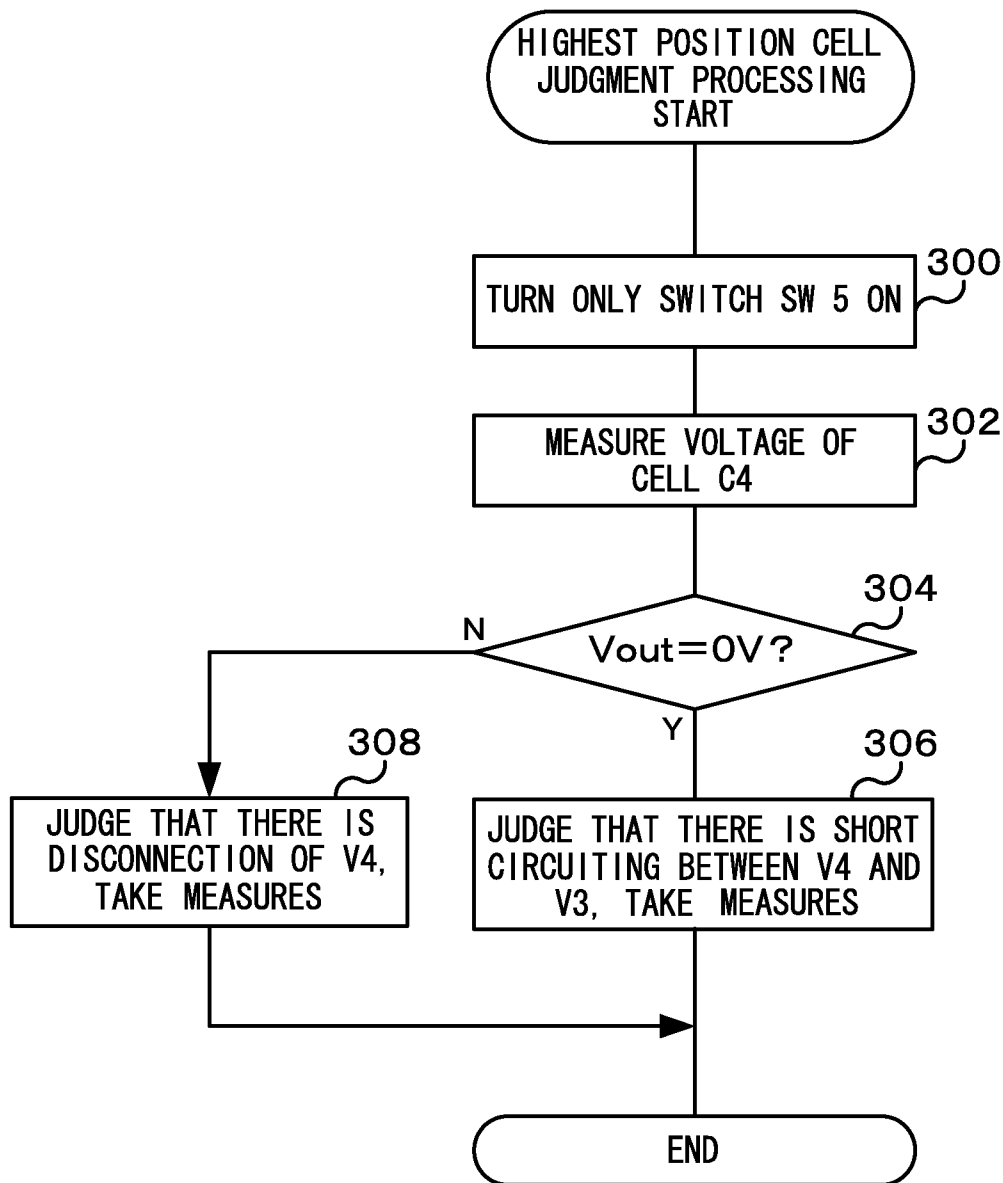 HIGHEST POSITION CELL
JUDGMENT PROCESSING
START
300
TURN ONLY SWITCH SW 5 ON
302
MEASURE VOLTAGE OF
CELL C4
304
Vout=0V?
N
Y
308
JUDGE THAT THERE IS
DISCONNECTION OF V4,
TAKE MEASURES
306
JUDGE THAT THERE IS SHORT
CIRCUITING BETWEEN V4 AND
V3, TAKE MEASURES
END